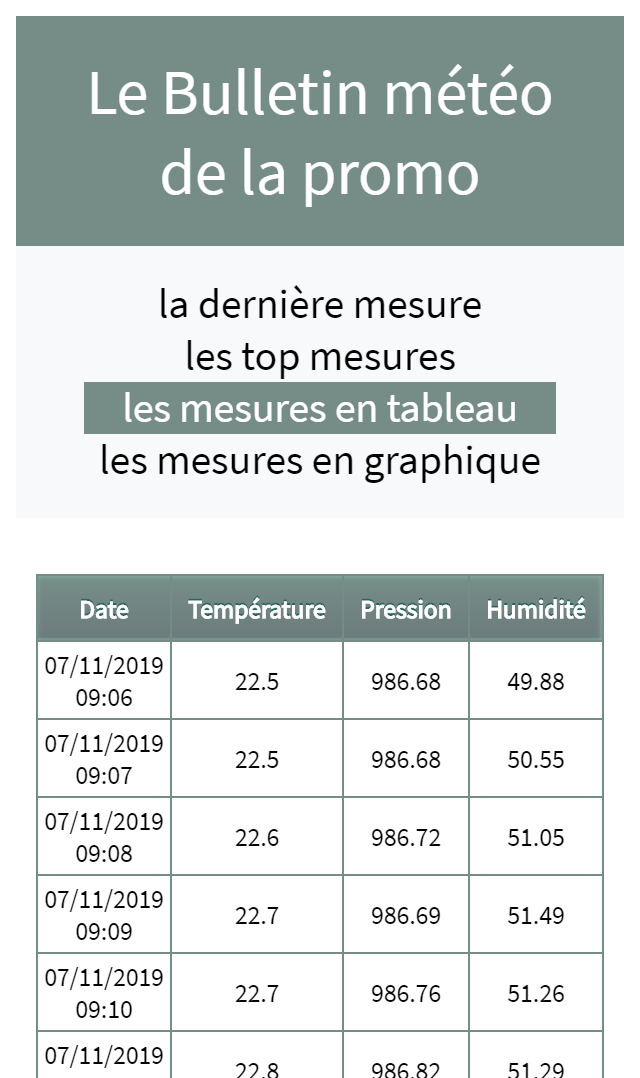 Le Bulletin météo
de la promo
la dernière mesure
les top mesures
les mesures en tableau
les mesures en graphique
Date Température Pression Humidité
07/11/2019
09:06 22.5 986.68 49.88
07/11/2019
09:07 22.5 986.68 50.55
07/11/2019
09:08 22.6 986.72 51.05
07/11/2019
09:09 22.7 986.69 51.49
07/11/2019
09:10 22.7 986.76 51.26
07/11/2019
22.8 986.82 51.29